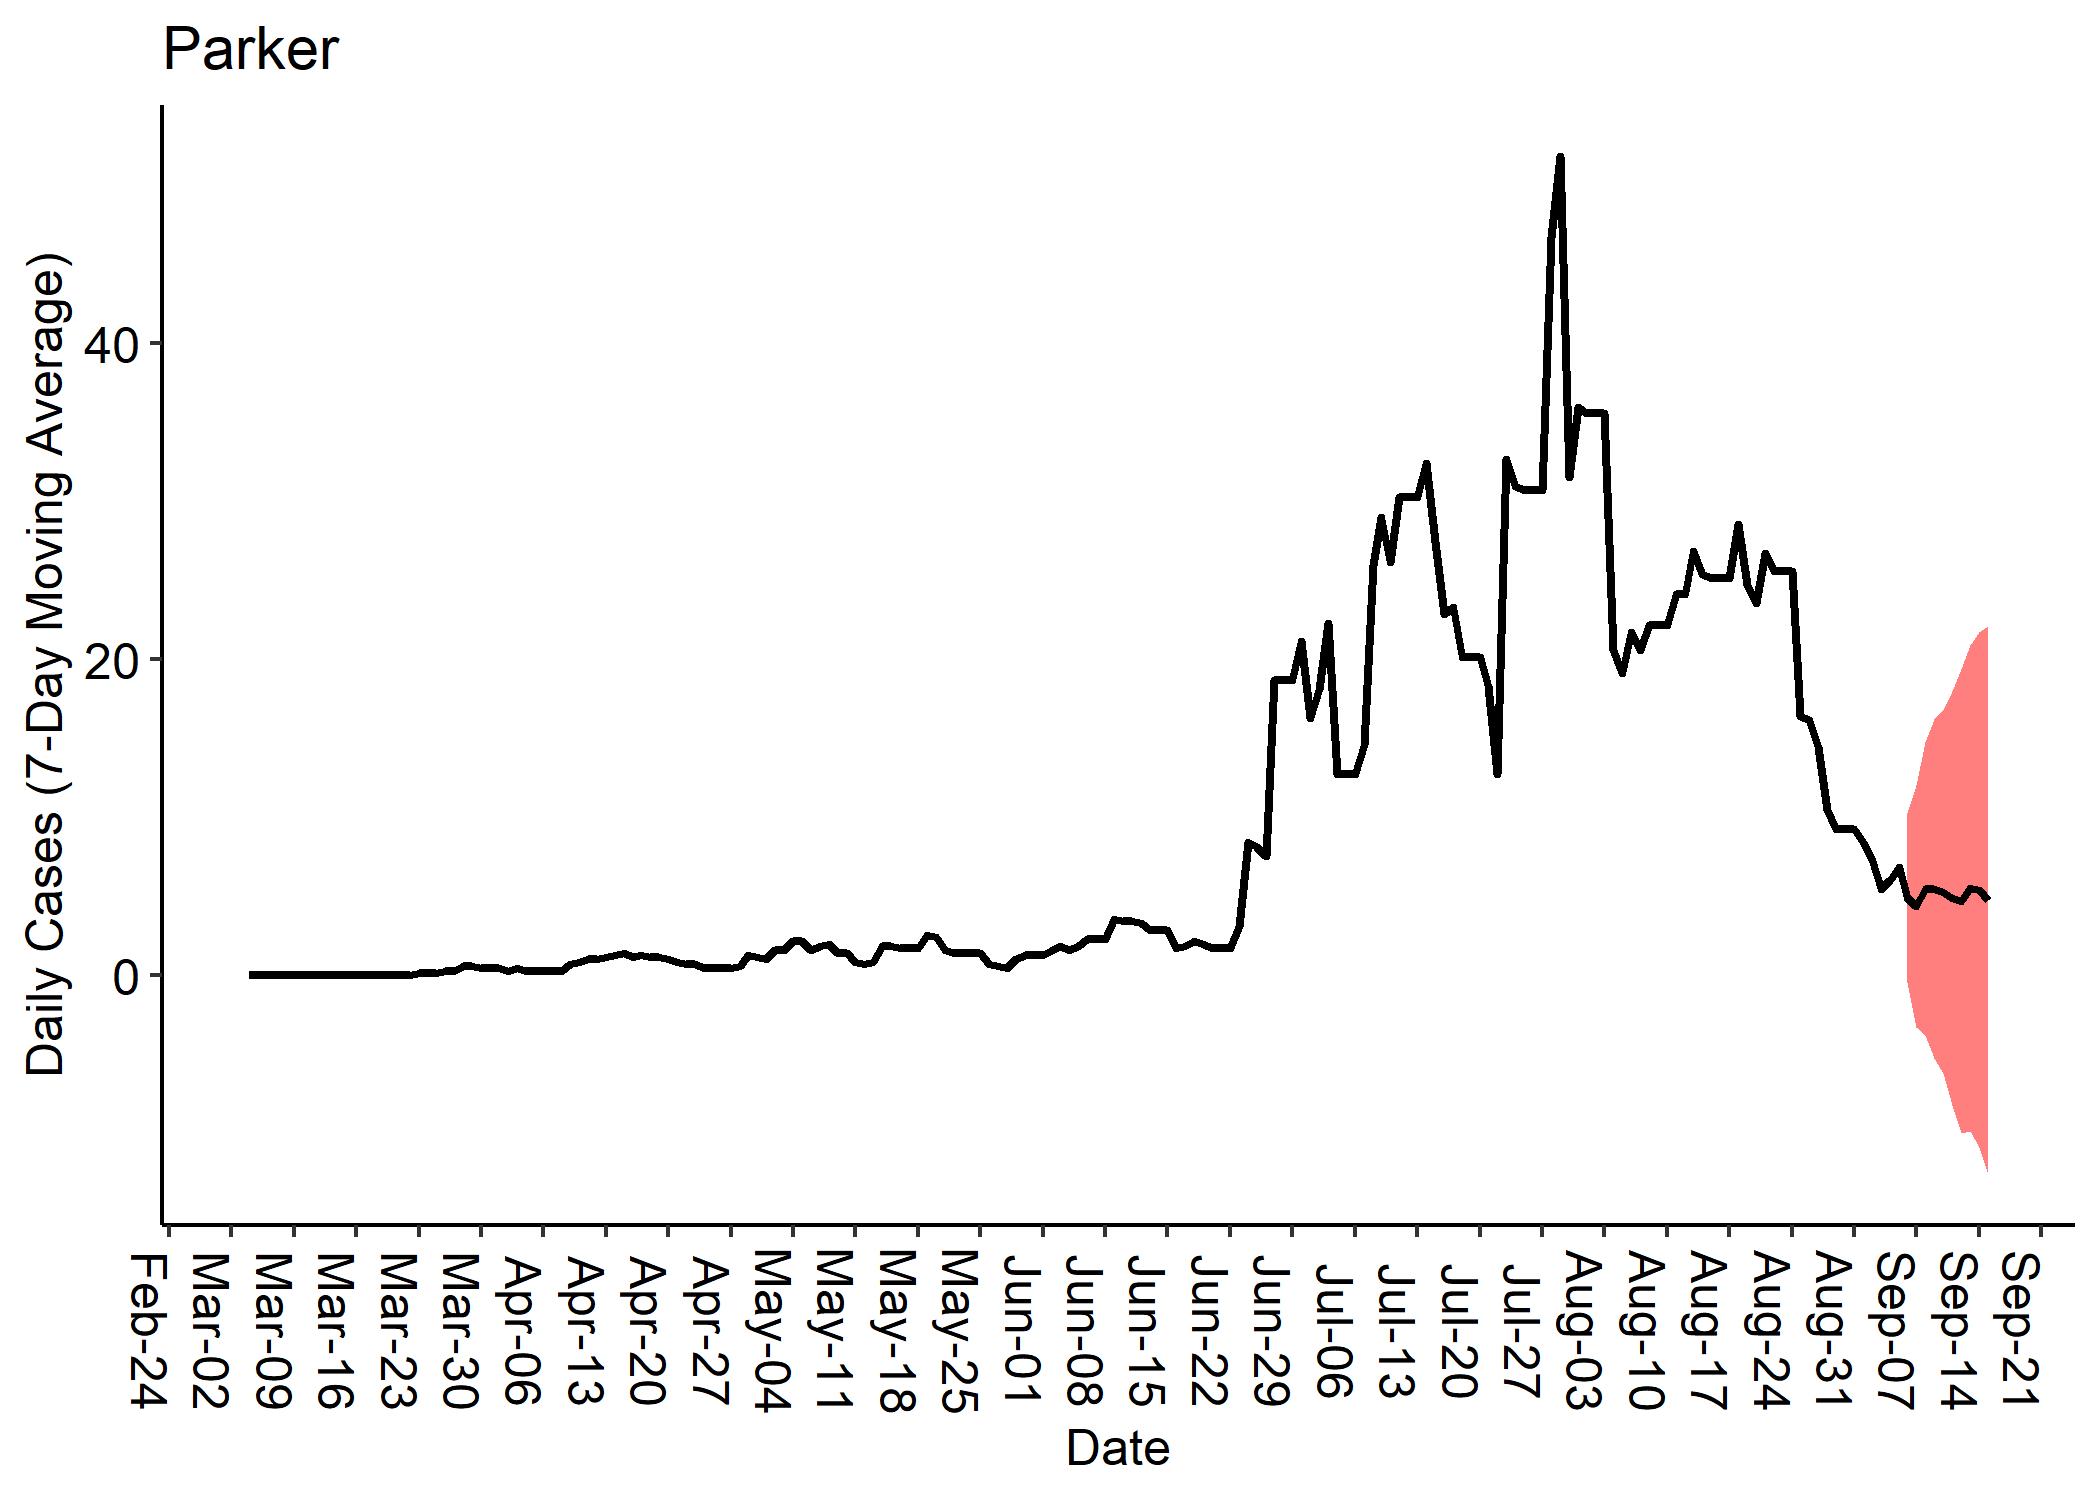 Parker
Daily Cases (7-Day Moving Average)
40
20
0
Feb-24
Mar-02
Mar-09
Mar-16
Mar-23
Mar-30
Apr-06
Apr-13
Apr-20
Apr-27
May-04
May-11
May-18
May-25
Jun-01
Jun-08
Jun-15
Jun-22
Jun-29
Jul-06
Jul-13
Jul-20
Jul-27
Aug-03
Aug-10
Aug-17
Aug-24
Aug-31
Sep-07
Sep-14
Sep-21
Date